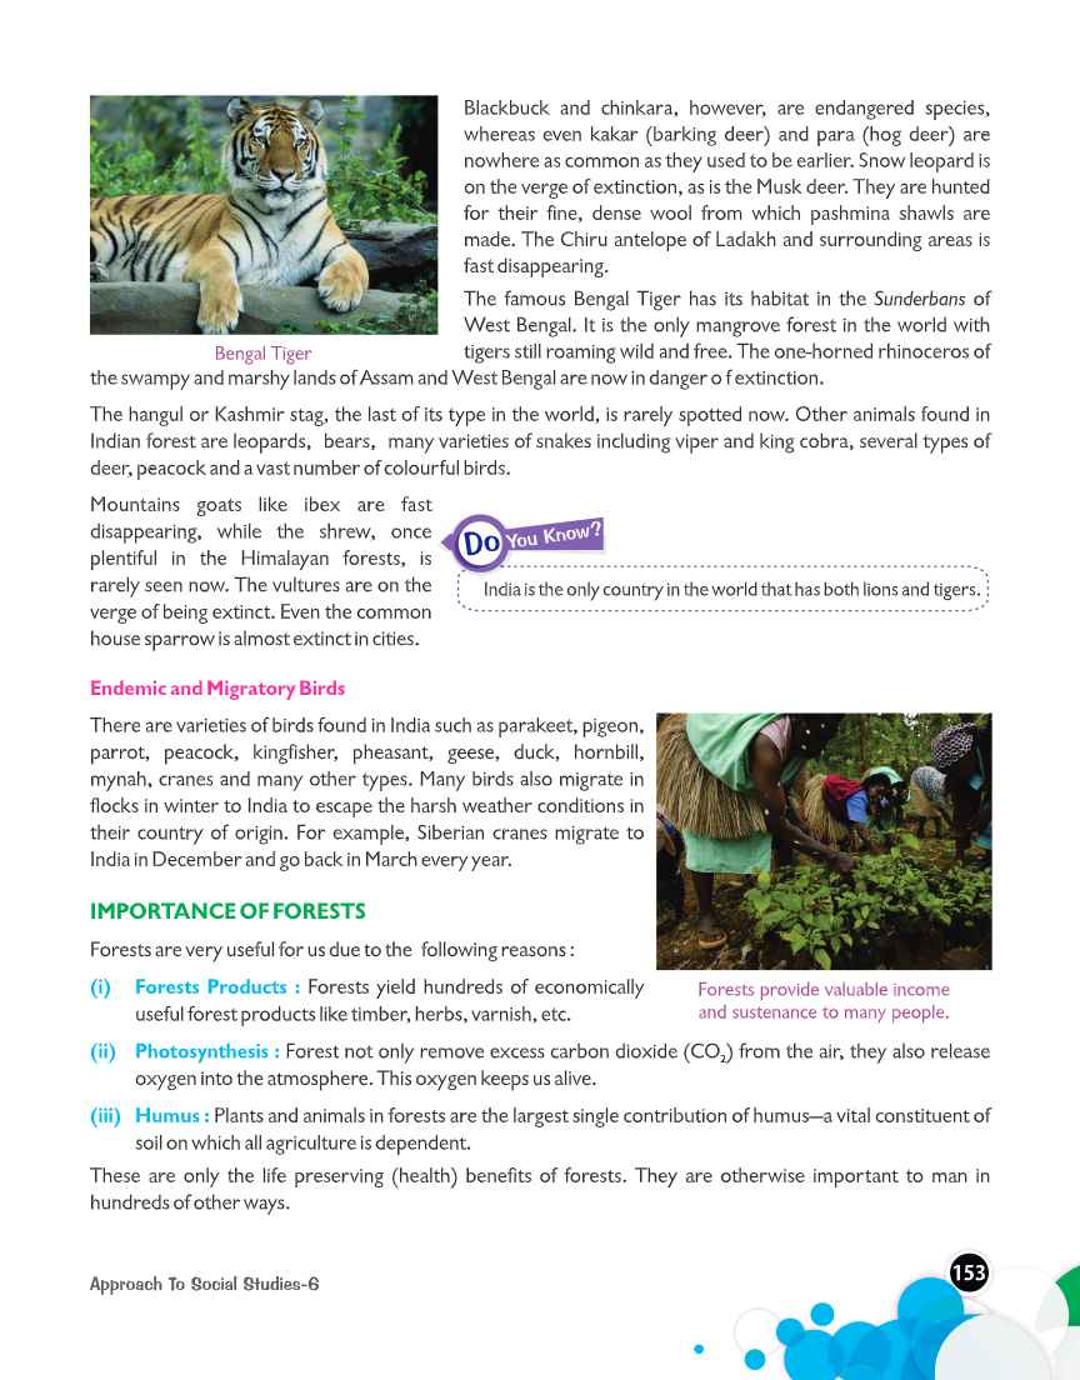 Blackbuck and chinkara, however, are endangered species,
whereas even kakar (barking deer) and para (hog deer) are
nowhere as common as they used to be earlier. Snow leopard is
on the verge of extinction, as is the Musk deer. They are hunted
for their fine, dense wool from which pashmina shawls are
made. The Chiru antelope of Ladakh and surrounding areas is
fast disappearing.
The famous Bengal Tiger has its habitat in the Sunderbans of
West Bengal. It is the only mangrove forest in the world with
Bengal Tiger
tigers still roaming wild and free. The one-horned rhinoceros of
the swampy and marshy lands of Assam and West Bengal are now in danger o f extinction.
The hangul or Kashmir stag, the last of its type in the world, is rarely spotted now. Other animals found in
Indian forest are leopards, bears, many varieties of snakes including viper and king cobra, several types of
deer, peacock and a vast number of colourful birds.
Mountains goats like ibex are fast
disappearing, while the shrew, once
plentiful in the Himalayan forests, is
rarely seen now. The vultures are on the
verge of being extinct. Even the common
house sparrow is almost extinct in cities.
Do You Know?
India is the only country in the world that has both lions and tigers.
Endemic and Migratory Birds
There are varieties of birds found in India such as parakeet, pigeon,
parrot, peacock, kingfisher, pheasant, geese, duck, hornbill,
mynah, cranes and many other types. Many birds also migrate in
flocks in winter to India to escape the harsh weather conditions in
their country of origin. For example, Siberian cranes migrate to
India in December and go back in March every year.
IMPORTANCE OF FORESTS
Forests are very useful for us due to the following reasons :
(i) Forests Products : Forests yield hundreds of economically
useful forest products like timber, herbs, varnish, etc.
Forests provide valuable income
and sustenance to many people.
(ii) Photosynthesis : Forest not only remove excess carbon dioxide (CO₂) from the air, they also release
oxygen into the atmosphere. This oxygen keeps us alive.
(iii) Humus : Plants and animals in forests are the largest single contribution of humus—a vital constituent of
soil on which all agriculture is dependent.
These are only the life preserving (health) benefits of forests. They are otherwise important to man in
hundreds of other ways.
Approach To Social Studies-6
153